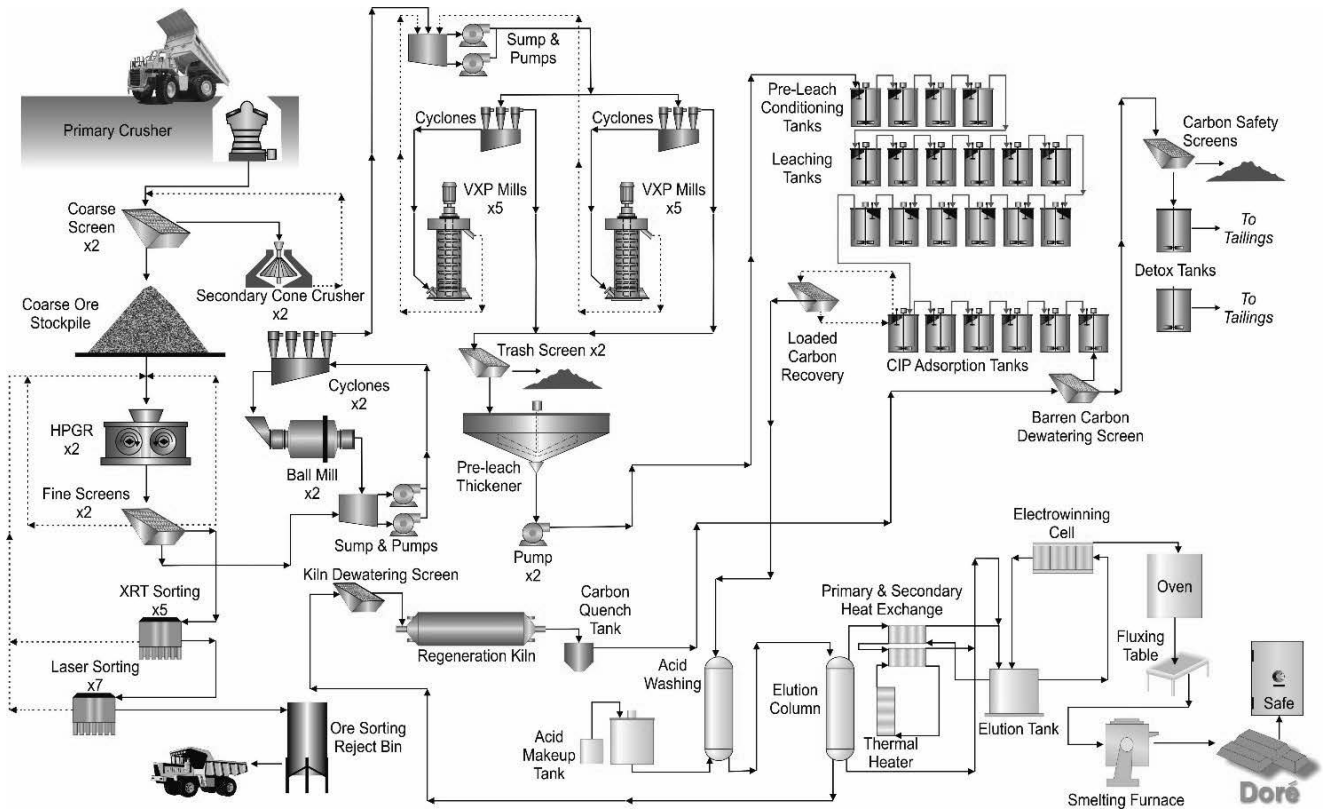 Primary Crusher
Coarse
Screen
x2
Secondary Cone Crusher
x2
Coarse Ore
Stockpile
HPGR
x2
Fine Screens
x2
XRT Sorting
x5
Laser Sorting
x7
Ore Sorting
Reject Bin
Cyclones
x2
Ball Mill
x2
Sump & Pumps
Sump &
Pumps
Cyclones
Cyclones
VXP Mills
x5
VXP Mills
x5
Trash Screen x2
Pre-leach
Thickener
Pump
x2
Pre-Leach
Conditioning
Tanks
Leaching
Tanks
Loaded
Carbon
Recovery
CIP Adsorption Tanks
Carbon Safety
Screens
To
Tailings
Detox Tanks
To
Tailings
Barren Carbon
Dewatering Screen
Kiln Dewatering Screen
Regeneration Kiln
Carbon
Quench
Tank
Acid
Washing
Acid
Makeup
Tank
Elution
Column
Primary & Secondary
Heat Exchange
Thermal
Heater
Elution Tank
Electrowinning
Cell
Oven
Fluxing
Table
Smelting Furnace
Safe
Doré